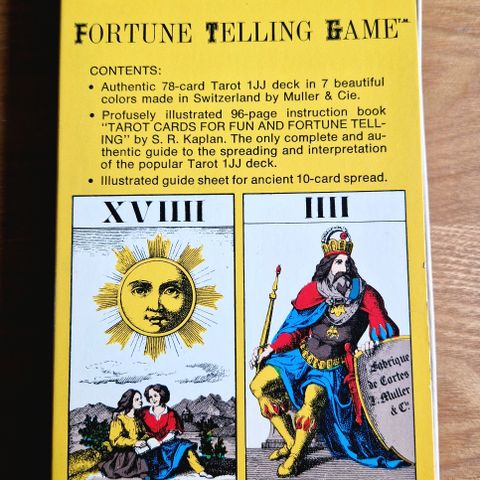 FORTUNE TELLING GAME™
CONTENTS:
• Authentic 78-card Tarot 1JJ deck in 7 beautiful
colors made in Switzerland by Muller & Cie.
• Profusely illustrated 96-page instruction book
"TAROT CARDS FOR FUN AND FORTUNE TELL-
ING" by S. R. Kaplan. The only complete and au-
thentic guide to the spreading and interpretation
of the popular Tarot 1JJ deck.
• Illustrated guide sheet for ancient 10-card spread.
XVIIII
IIII
Fabrique
de Cartes
J. Muller
& Cie.